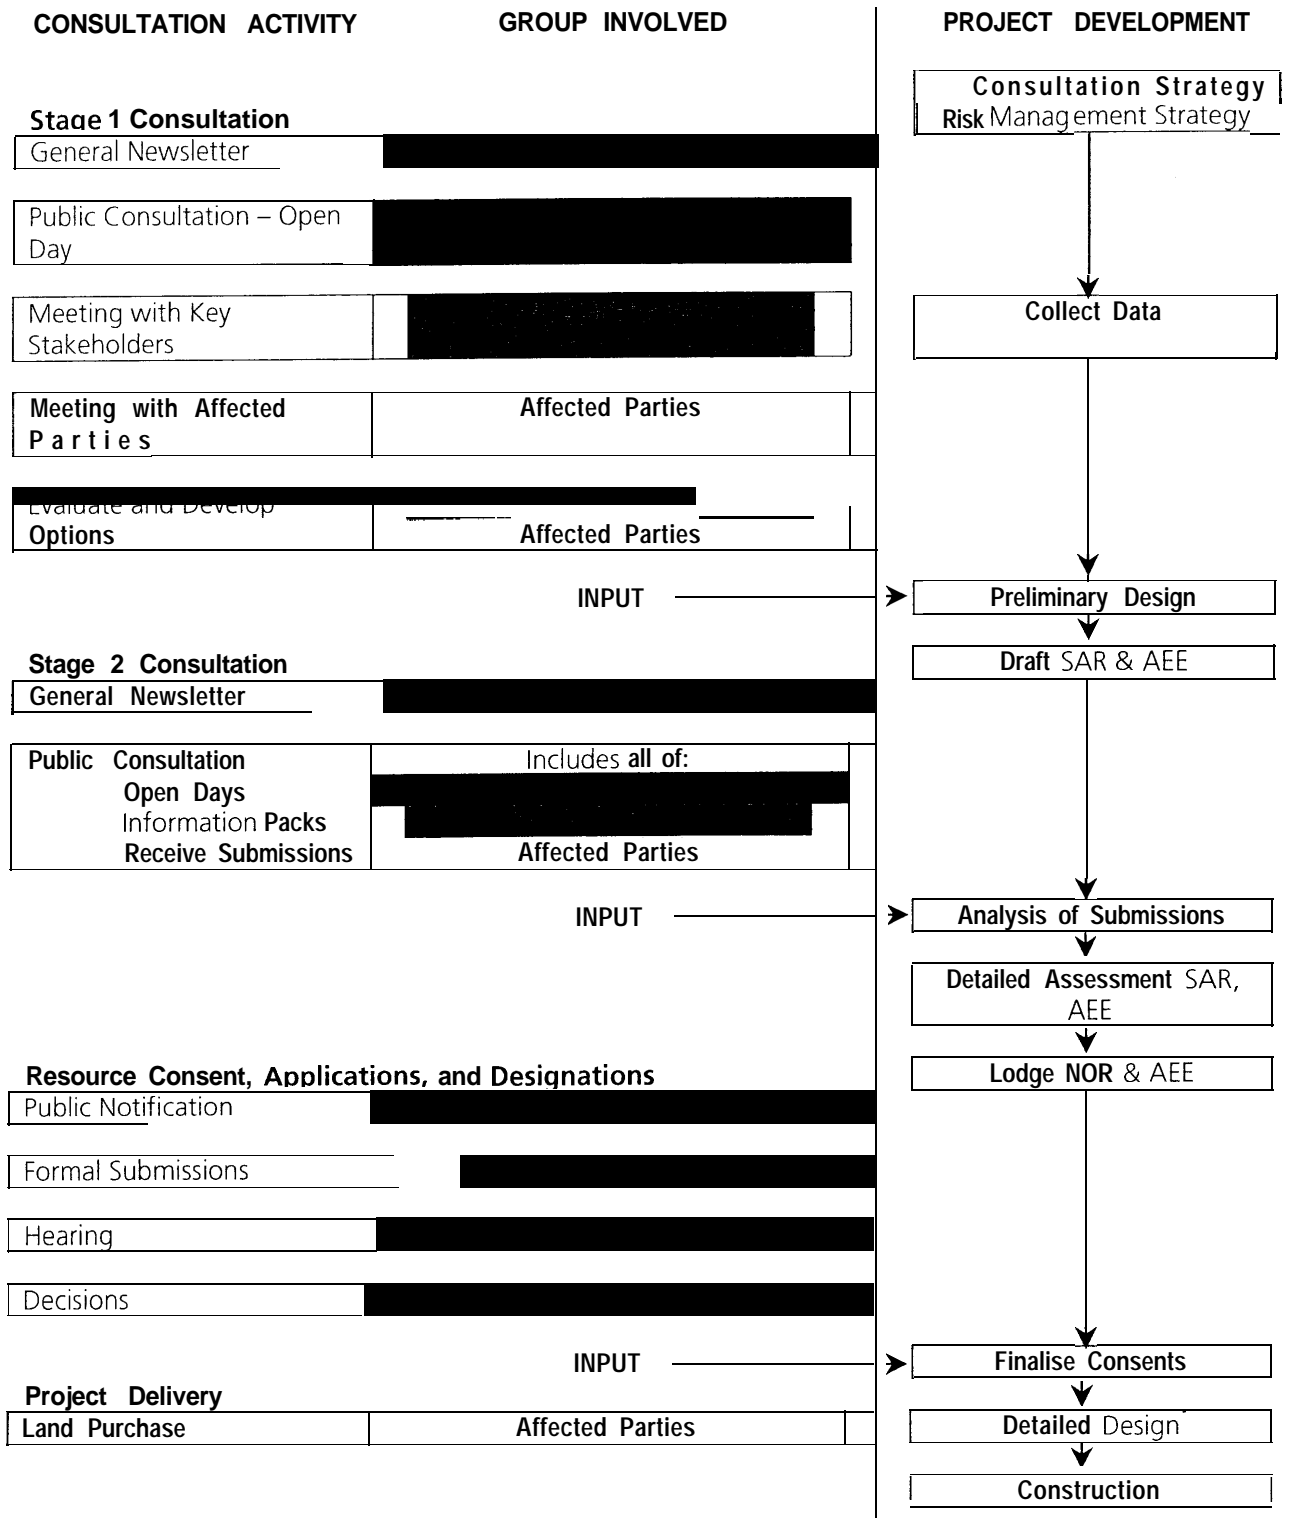 CONSULTATION ACTIVITY
GROUP INVOLVED
PROJECT DEVELOPMENT
Consultation Strategy
Risk Management Strategy
Stage 1 Consultation
General Newsletter
Public Consultation – Open
Day
Meeting with Key
Stakeholders
Collect Data
Meeting with Affected
Parties
Affected Parties
Evaluate and Develop
Options
Affected Parties
INPUT
Preliminary Design
Draft SAR & AEE
Stage 2 Consultation
General Newsletter
Public Consultation
Open Days
Information Packs
Receive Submissions
Includes all of:
Affected Parties
INPUT
Analysis of Submissions
Detailed Assessment SAR,
AEE
Lodge NOR & AEE
Resource Consent, Applications, and Designations
Public Notification
Formal Submissions
Hearing
Decisions
INPUT
Finalise Consents
Project Delivery
Land Purchase
Affected Parties
Detailed Design
Construction